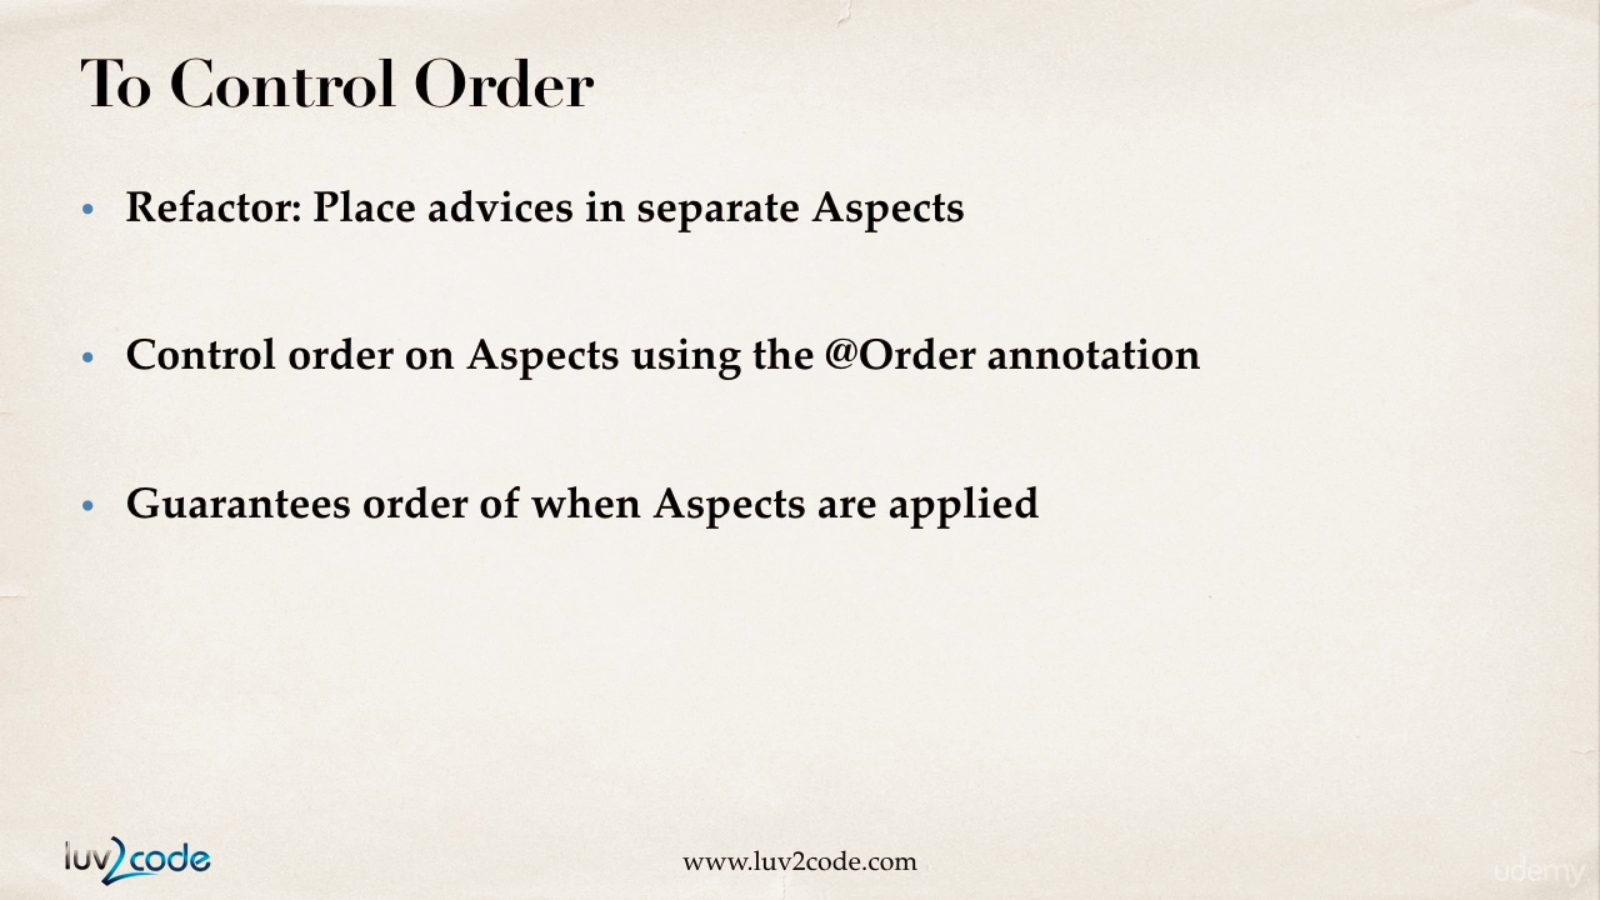 To Control Order
• Refactor: Place advices in separate Aspects
• Control order on Aspects using the @Order annotation
• Guarantees order of when Aspects are applied
luv2code
www.luv2code.com
udemy